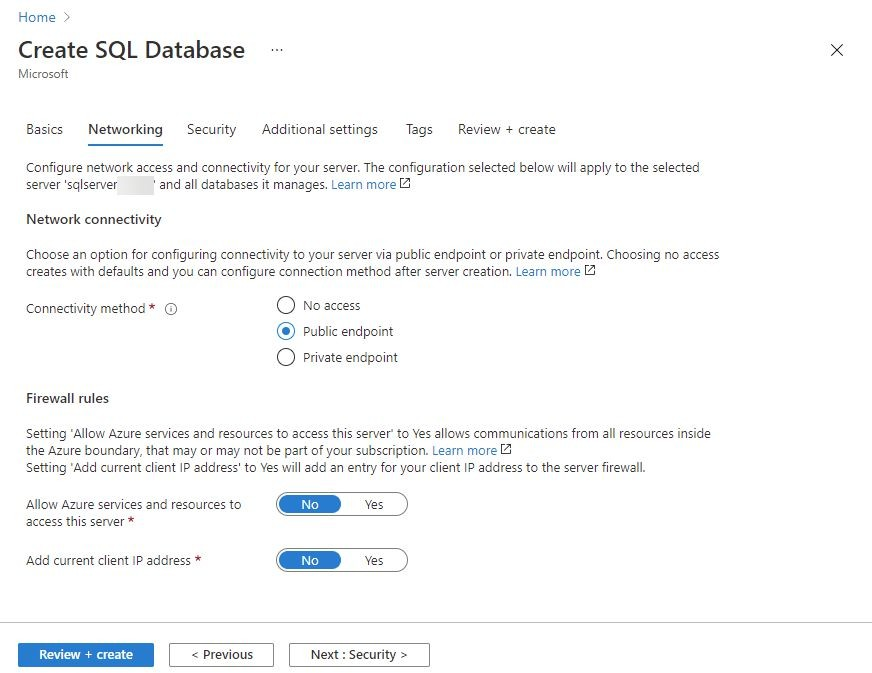 Home >
Create SQL Database ...
Microsoft
Basics Networking Security Additional settings Tags Review + create
Configure network access and connectivity for your server. The configuration selected below will apply to the selected
server 'sqlserver ' and all databases it manages. Learn more
Network connectivity
Choose an option for configuring connectivity to your server via public endpoint or private endpoint. Choosing no access
creates with defaults and you can configure connection method after server creation. Learn more
Connectivity method *
No access
Public endpoint
Private endpoint
Firewall rules
Setting 'Allow Azure services and resources to access this server' to Yes allows communications from all resources inside
the Azure boundary, that may or may not be part of your subscription. Learn more
Setting 'Add current client IP address' to Yes will add an entry for your client IP address to the server firewall.
Allow Azure services and resources to
access this server *
No Yes
Add current client IP address *
No Yes
Review + create < Previous Next : Security >